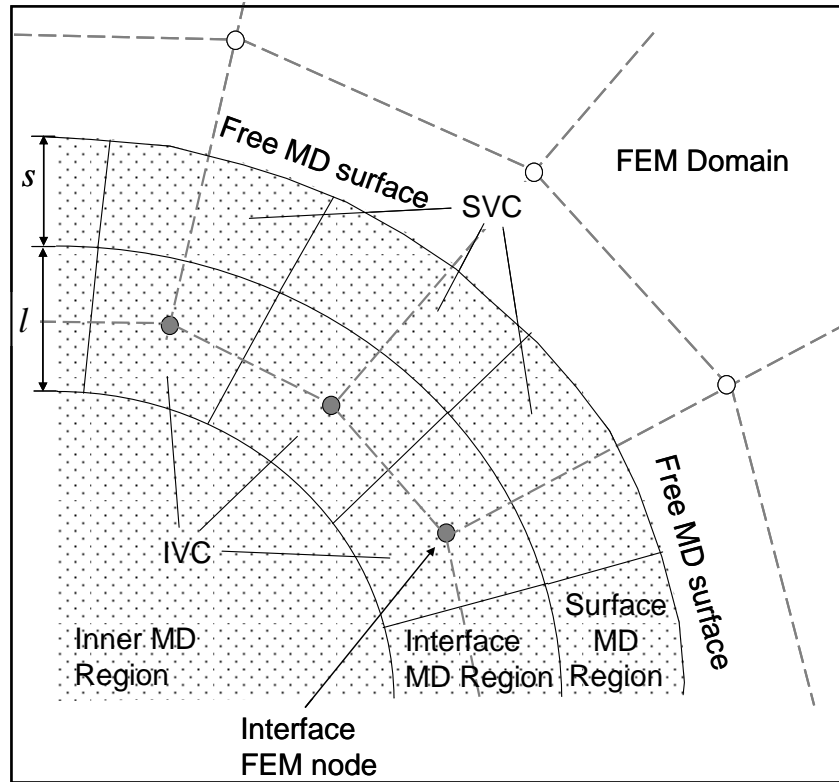 Free MD surface
FEM Domain
s
SVC
l
IVC
Free MD surface
Inner MD
Region
Interface
MD Region
Surface
MD
Region
Interface
FEM node